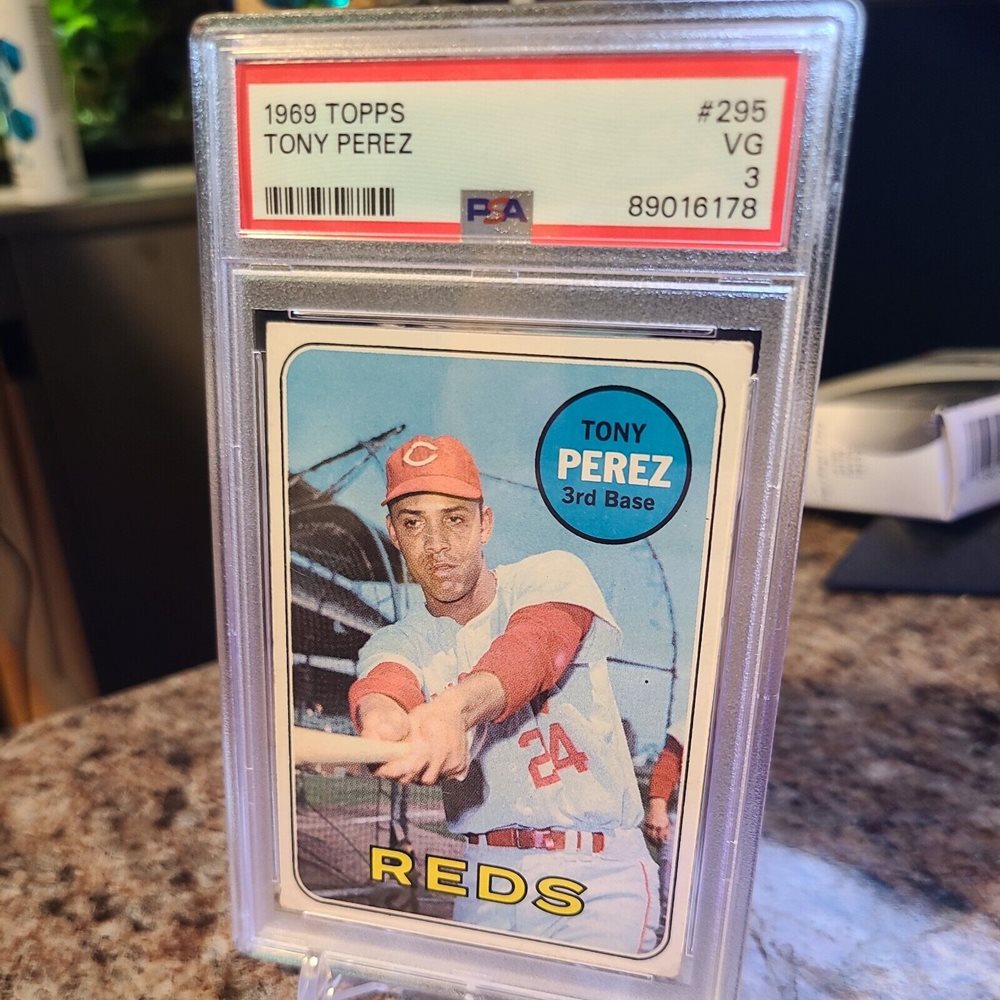 1969 TOPPS
#295
TONY PEREZ
VG
3
PSA
89016178
C
TONY
PEREZ
3rd Base
24
REDS